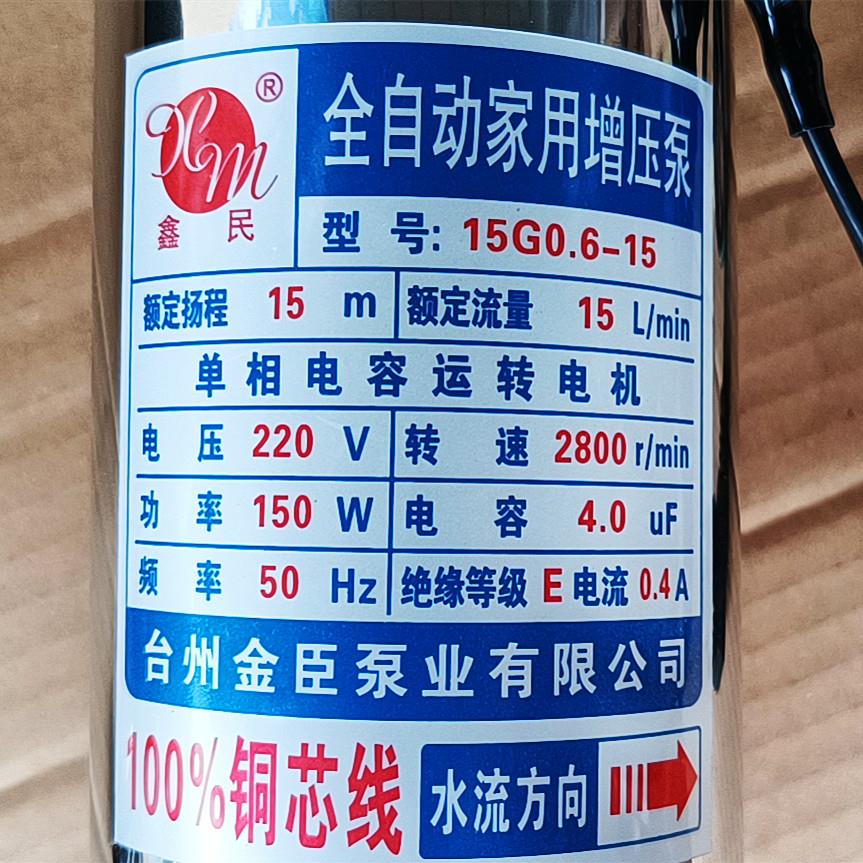 XM ®
鑫民
全自动家用增压泵
型号: 15G0.6-15
额定扬程 15 m 额定流量 15 L/min
单相电容运转电机
电压 220 V 转速 2800 r/min
功率 150 W 电容 4.0 uF
频率 50 Hz 绝缘等级 E 电流 0.4 A
台州金臣泵业有限公司
100%铜芯线 水流方向